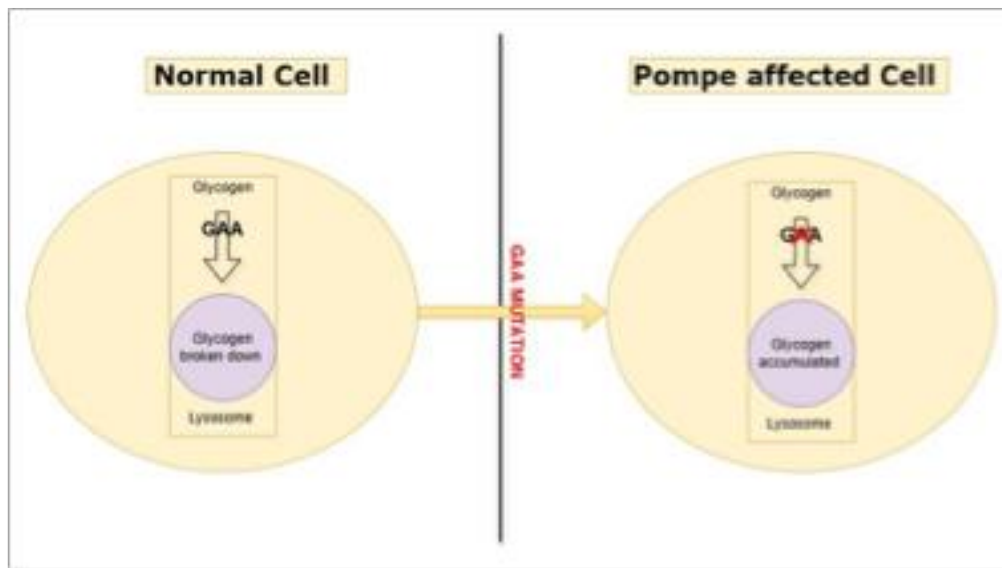 Normal Cell
Glycogen
GAA
Glycogen
broken down
Lysosome
GAA MUTATION
Pompe affected Cell
Glycogen
GAA
Glycogen
accumulated
Lysosome